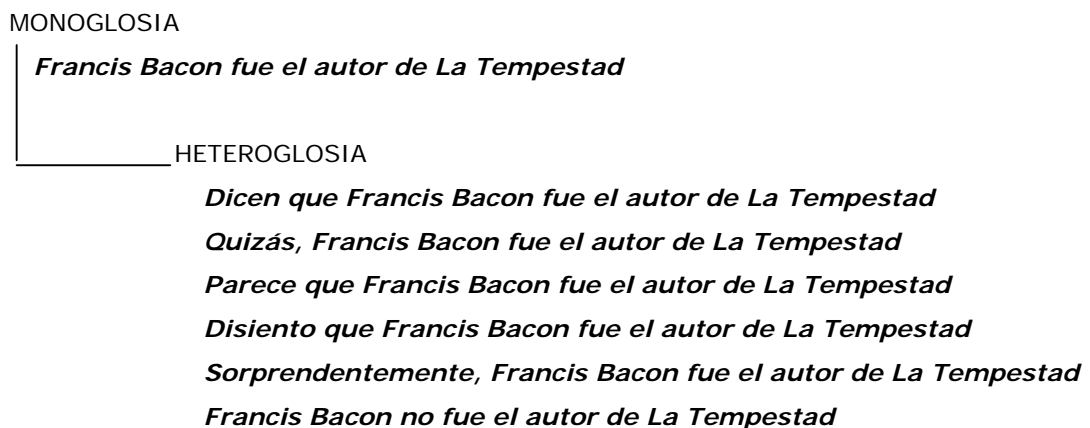 MONOGLOSIA
Francis Bacon fue el autor de La Tempestad
HETEROGLOSIA
Dicen que Francis Bacon fue el autor de La Tempestad
Quizás, Francis Bacon fue el autor de La Tempestad
Parece que Francis Bacon fue el autor de La Tempestad
Disiento que Francis Bacon fue el autor de La Tempestad
Sorprendentemente, Francis Bacon fue el autor de La Tempestad
Francis Bacon no fue el autor de La Tempestad